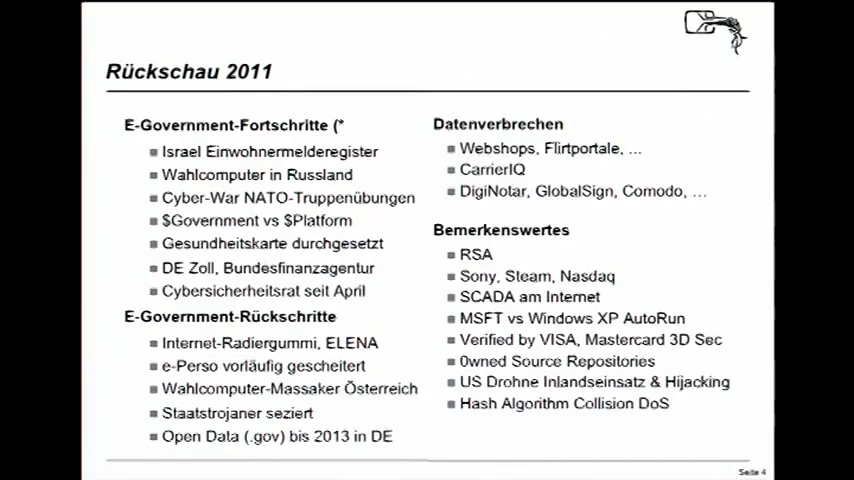 Rückschau 2011
E-Government-Fortschritte (*
Israel Einwohnermelderegister
Wahlcomputer in Russland
Cyber-War NATO-Truppenübungen
$Government vs $Platform
Gesundheitskarte durchgesetzt
DE Zoll, Bundesfinanzagentur
Cybersicherheitsrat seit April
E-Government-Rückschritte
Internet-Radiergummi, ELENA
e-Perso vorläufig gescheitert
Wahlcomputer-Massaker Österreich
Staatstrojaner seziert
Open Data (.gov) bis 2013 in DE
Datenverbrechen
Webshops, Flirtportale, ...
CarrierIQ
DigiNotar, GlobalSign, Comodo, ...
Bemerkenswertes
RSA
Sony, Steam, Nasdaq
SCADA am Internet
MSFT vs Windows XP AutoRun
Verified by VISA, Mastercard 3D Sec
0wned Source Repositories
US Drohne Inlandseinsatz & Hijacking
Hash Algorithm Collision DoS
Seite 4